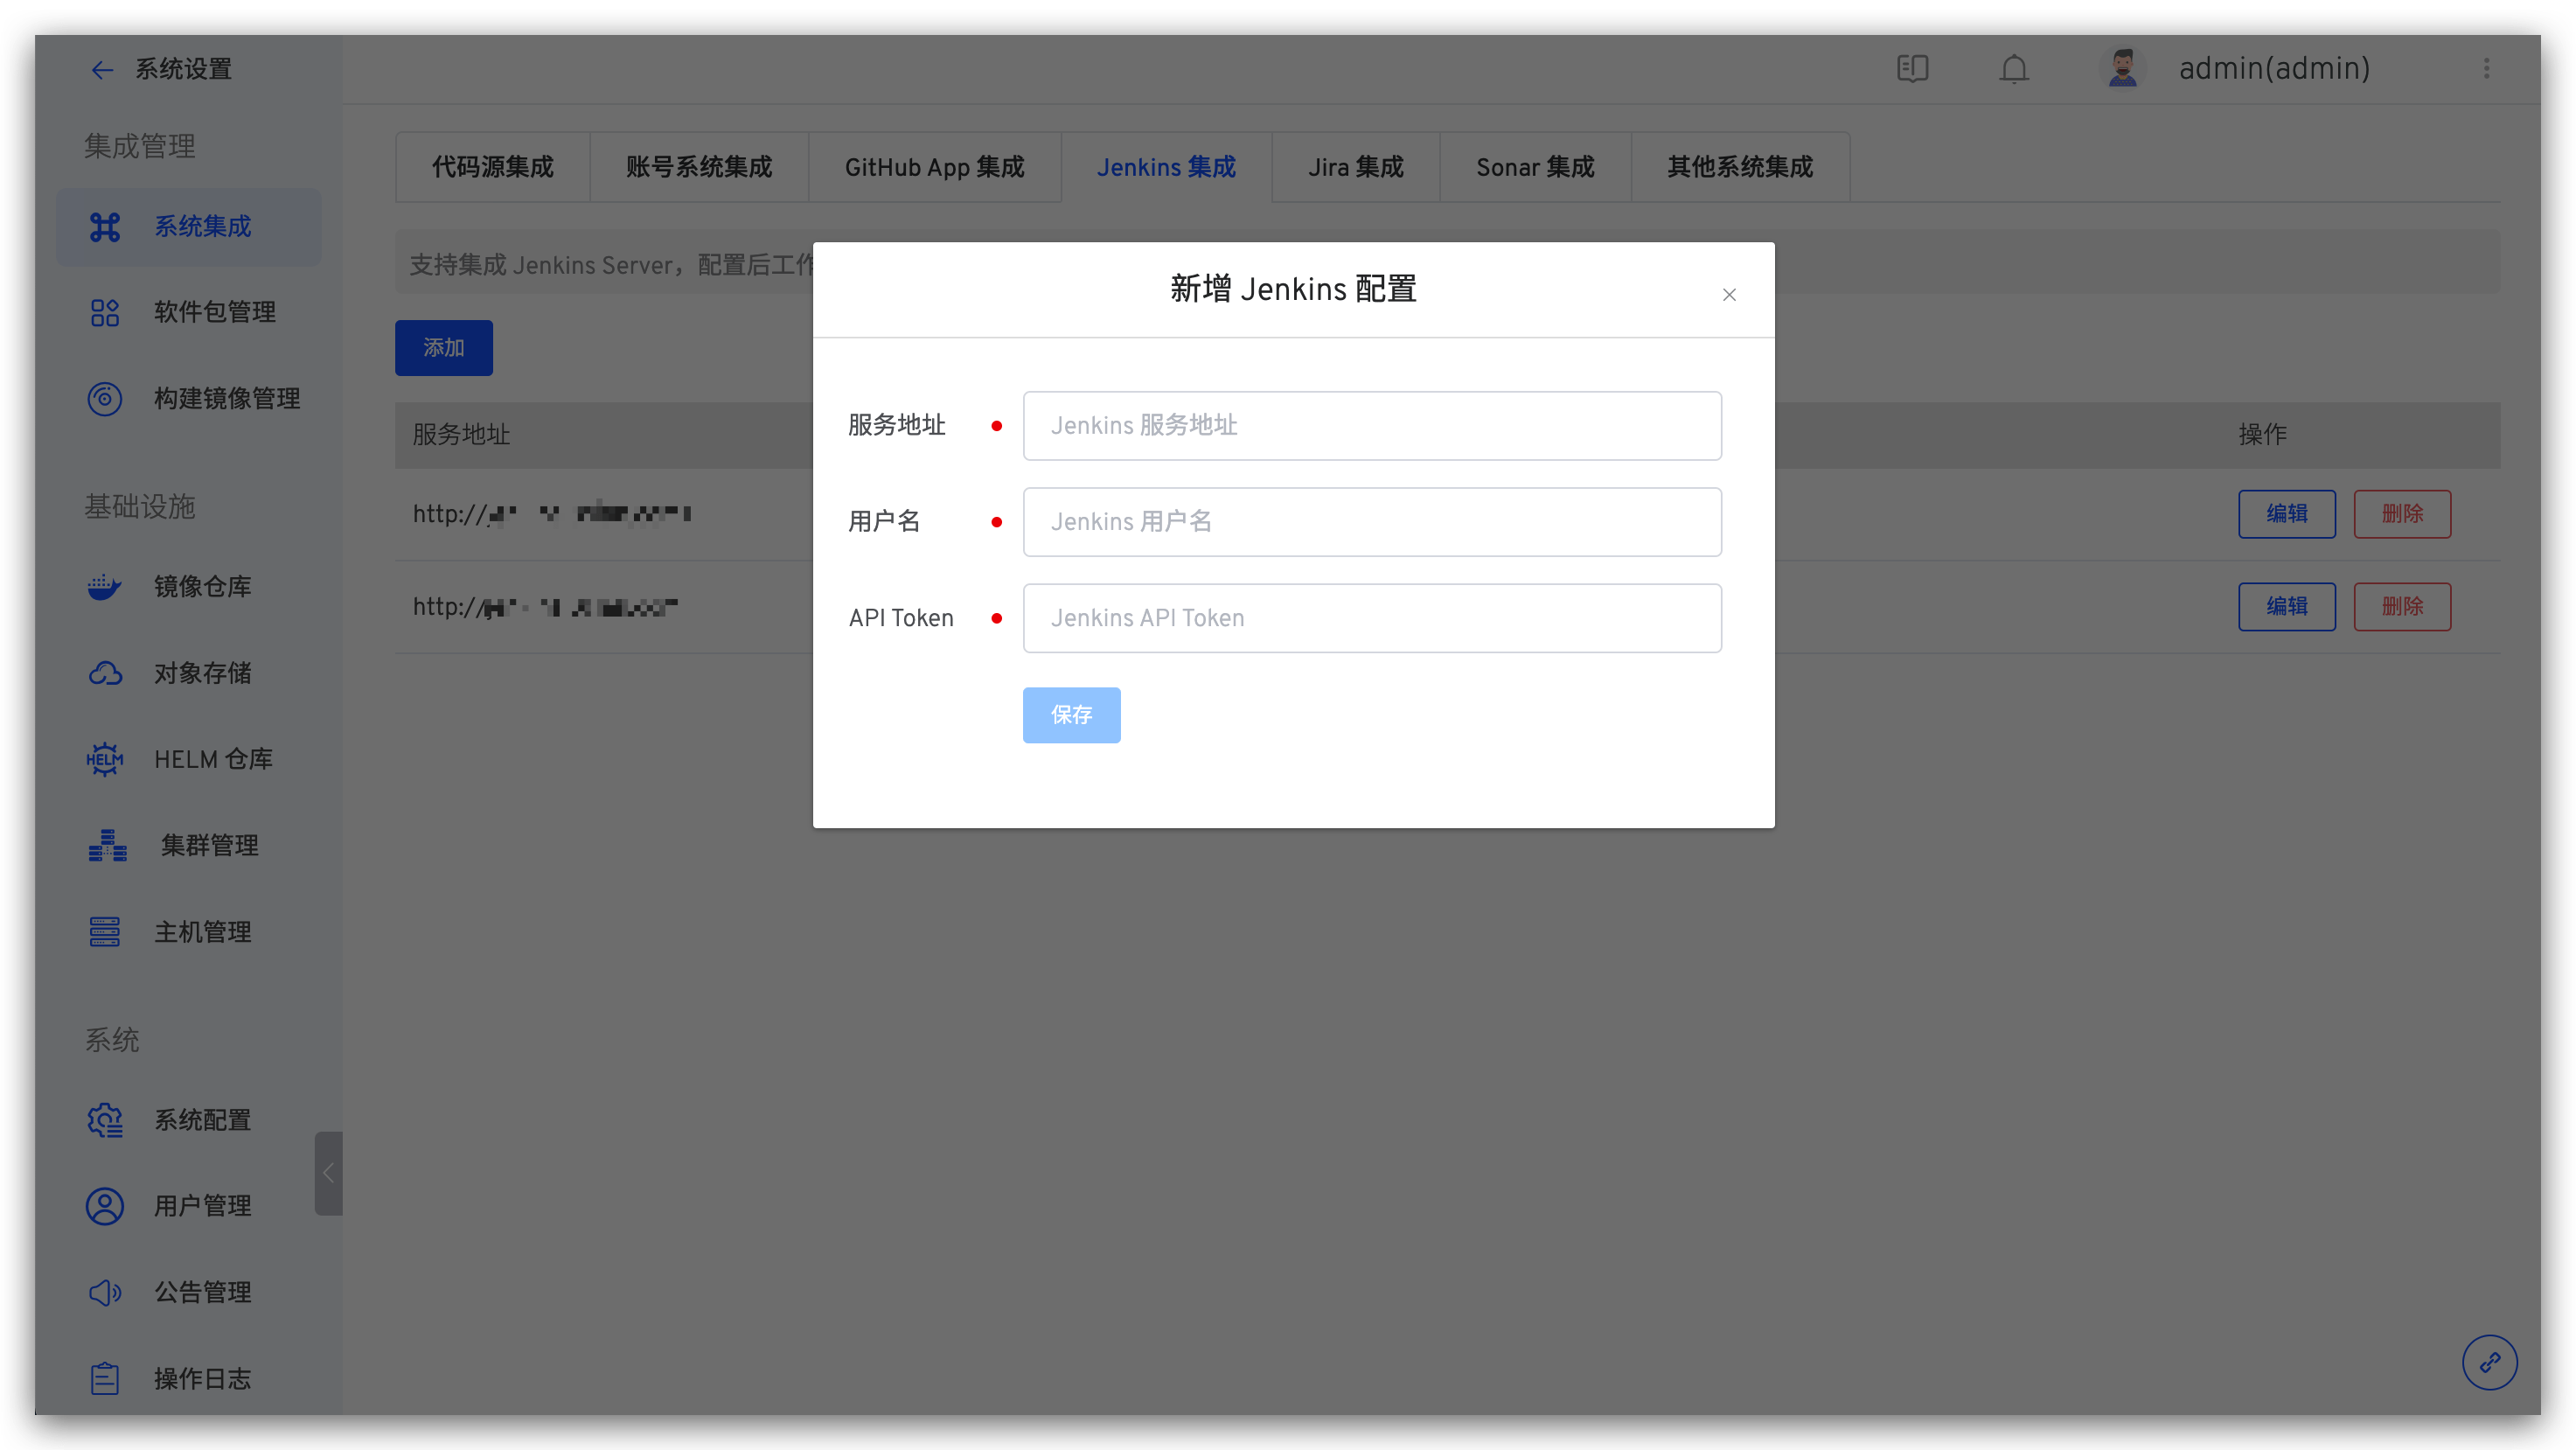 系统设置
admin(admin)
集成管理
系统集成
软件包管理
构建镜像管理
基础设施
镜像仓库
对象存储
HELM 仓库
集群管理
主机管理
系统
系统配置
用户管理
公告管理
操作日志
代码源集成
账号系统集成
GitHub App 集成
Jenkins 集成
Jira 集成
Sonar 集成
其他系统集成
支持集成 Jenkins Server，配置后工作
添加
服务地址
操作
http://
编辑
删除
http://
编辑
删除
新增 Jenkins 配置
服务地址
Jenkins 服务地址
用户名
Jenkins 用户名
API Token
Jenkins API Token
保存